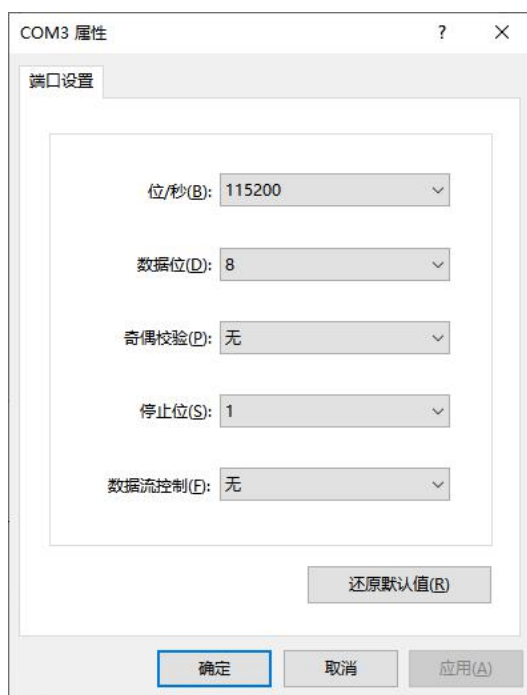 COM3 属性
端口设置
位/秒(B): 115200
数据位(D): 8
奇偶校验(P): 无
停止位(S): 1
数据流控制(F): 无
还原默认值(R)
确定 取消 应用(A)